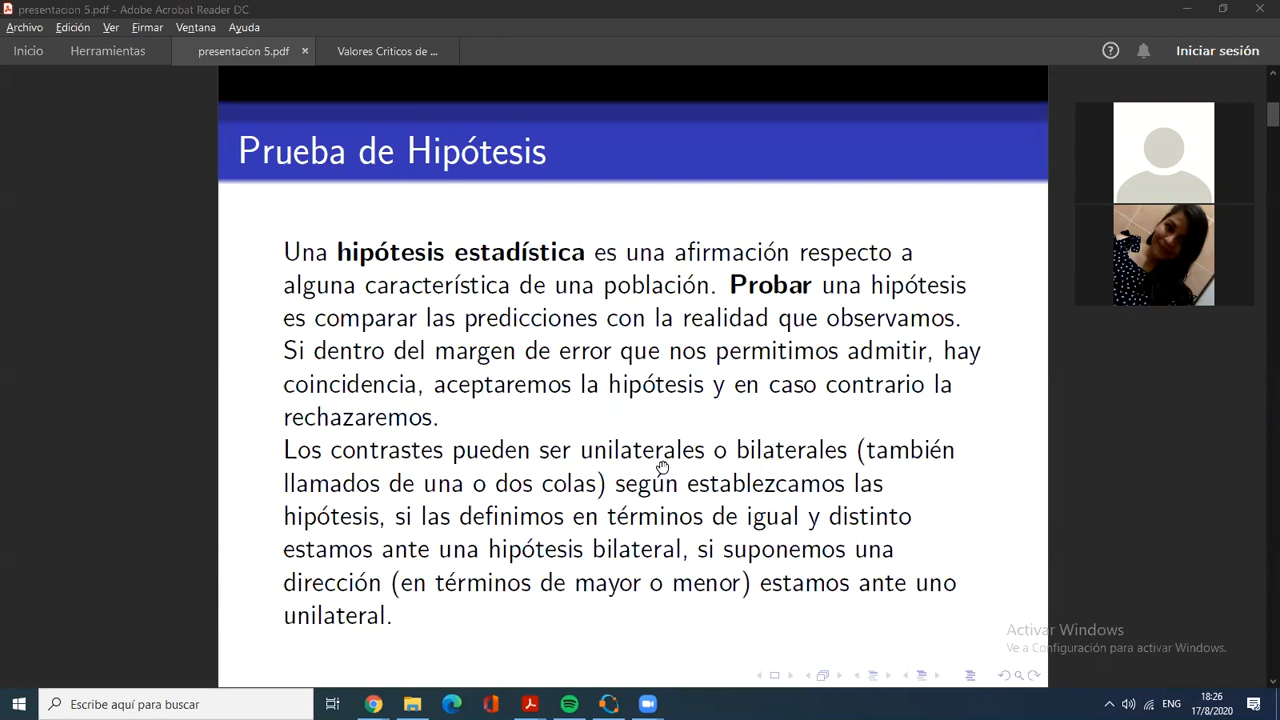 presentacion 5.pdf - Adobe Acrobat Reader DC
Archivo Edición Ver Firmar Ventana Ayuda
Inicio Herramientas presentacion 5.pdf × Valores Criticos de ... Iniciar sesión
Prueba de Hipótesis
Una hipótesis estadística es una afirmación respecto a
alguna característica de una población. Probar una hipótesis
es comparar las predicciones con la realidad que observamos.
Si dentro del margen de error que nos permitimos admitir, hay
coincidencia, aceptaremos la hipótesis y en caso contrario la
rechazaremos.
Los contrastes pueden ser unilaterales o bilaterales (también
llamados de una o dos colas) según establezcamos las
hipótesis, si las definimos en términos de igual y distinto
estamos ante una hipótesis bilateral, si suponemos una
dirección (en términos de mayor o menor) estamos ante uno
unilateral.
Activar Windows
Ve a Configuración para activar Windows.
Escribe aquí para buscar
ENG
18:26
17/8/2020